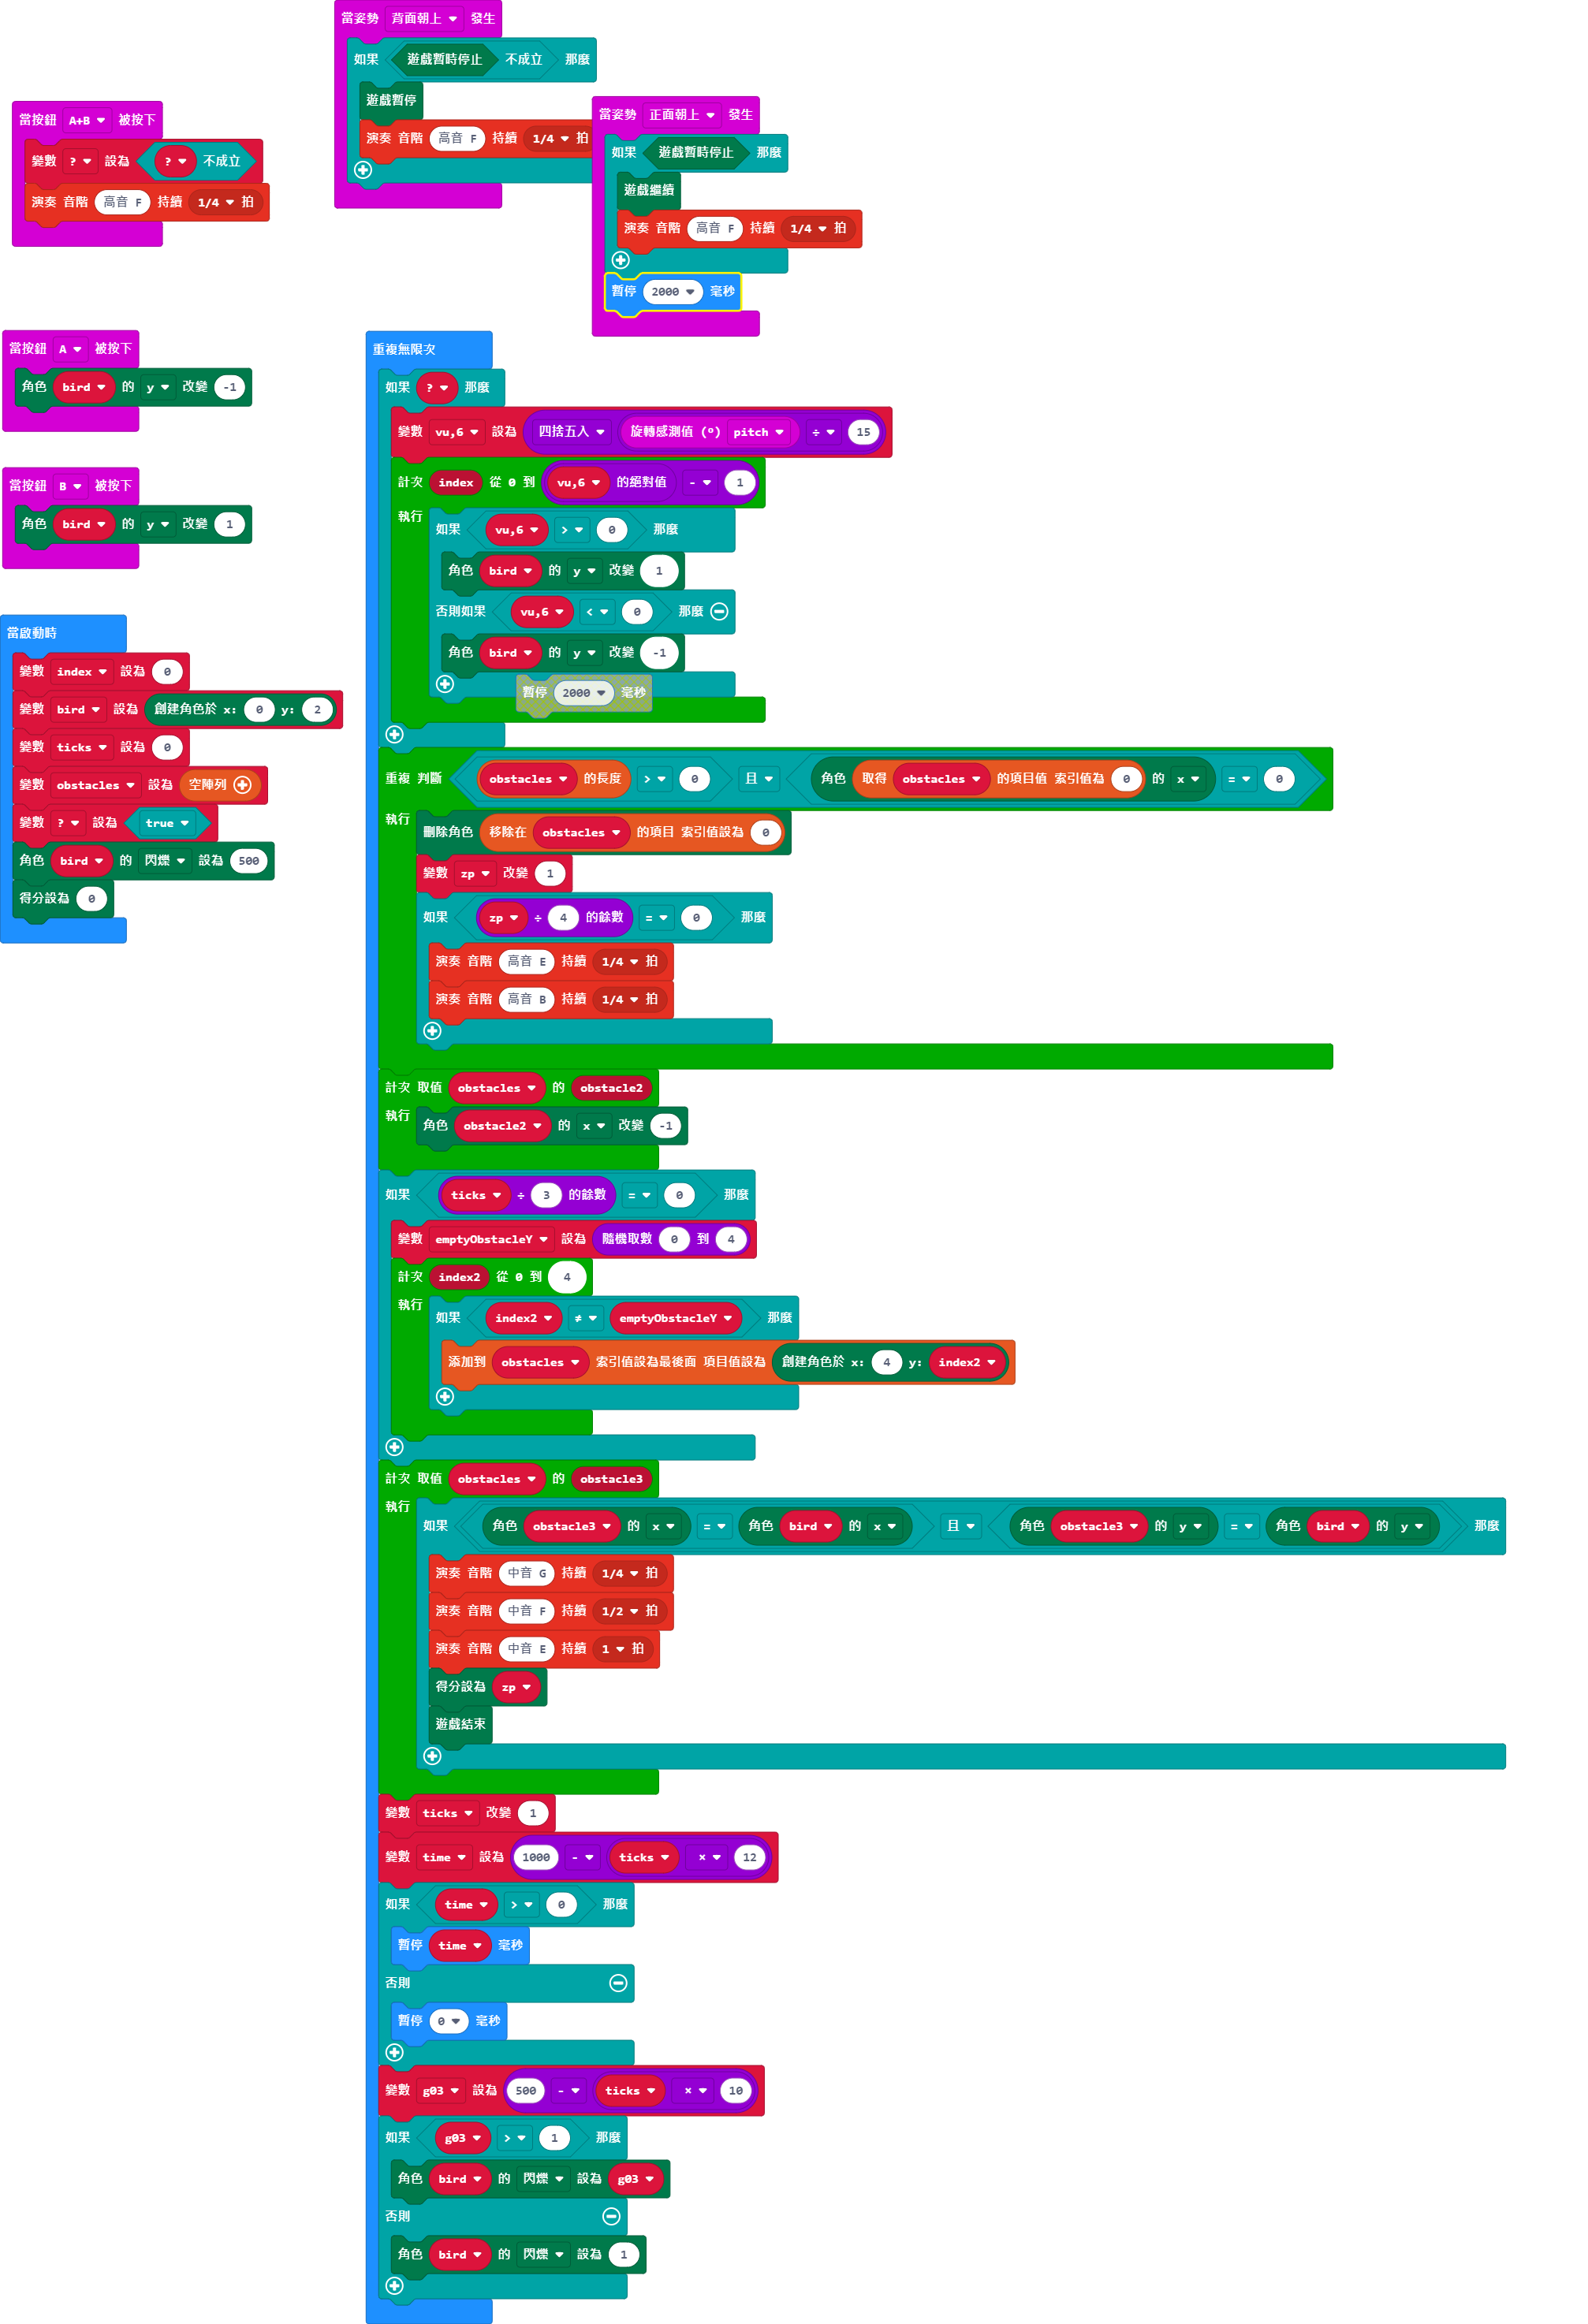 當姿勢 背面朝上 發生
如果 遊戲暫時停止 不成立 那麼
遊戲暫停
演奏 音階 高音 F 持續 1/4 拍
當姿勢 正面朝上 發生
如果 遊戲暫時停止 那麼
遊戲繼續
演奏 音階 高音 F 持續 1/4 拍
暫停 2000 毫秒
當按鈕 A+B 被按下
變數 ? 設為 ? 不成立
演奏 音階 高音 F 持續 1/4 拍
當按鈕 A 被按下
角色 bird 的 y 改變 -1
當按鈕 B 被按下
角色 bird 的 y 改變 1
當啟動時
變數 index 設為 0
變數 bird 設為 創建角色於 x: 0 y: 2
變數 ticks 設為 0
變數 obstacles 設為 空陣列
變數 ? 設為 true
角色 bird 的 閃爍 設為 500
得分設為 0
重複無限次
如果 ? 那麼
變數 vu,6 設為 四捨五入 旋轉感測值 (º) pitch ÷ 15
計次 index 從 0 到 vu,6 的絕對值 - 1
執行
如果 vu,6 > 0 那麼
角色 bird 的 y 改變 1
否則如果 vu,6 < 0 那麼
角色 bird 的 y 改變 -1
暫停 2000 毫秒
重複 判斷 obstacles 的長度 > 0 且 角色 取得 obstacles 的項目值 索引值為 0 的 x = 0
執行
刪除角色 移除在 obstacles 的項目 索引值設為 0
變數 zp 改變 1
如果 zp ÷ 4 的餘數 = 0 那麼
演奏 音階 高音 E 持續 1/4 拍
演奏 音階 高音 B 持續 1/4 拍
計次 取值 obstacles 的 obstacle2
執行
角色 obstacle2 的 x 改變 -1
如果 ticks ÷ 3 的餘數 = 0 那麼
變數 emptyObstacleY 設為 隨機取數 0 到 4
計次 index2 從 0 到 4
執行
如果 index2 ≠ emptyObstacleY 那麼
添加到 obstacles 索引值設為最後面 項目值設為 創建角色於 x: 4 y: index2
計次 取值 obstacles 的 obstacle3
執行
如果 角色 obstacle3 的 x = 角色 bird 的 x 且 角色 obstacle3 的 y = 角色 bird 的 y 那麼
演奏 音階 中音 G 持續 1/4 拍
演奏 音階 中音 F 持續 1/2 拍
演奏 音階 中音 E 持續 1 拍
得分設為 zp
遊戲結束
變數 ticks 改變 1
變數 time 設為 1000 - ticks × 12
如果 time > 0 那麼
暫停 time 毫秒
否則
暫停 0 毫秒
變數 g03 設為 500 - ticks × 10
如果 g03 > 1 那麼
角色 bird 的 閃爍 設為 g03
否則
角色 bird 的 閃爍 設為 1